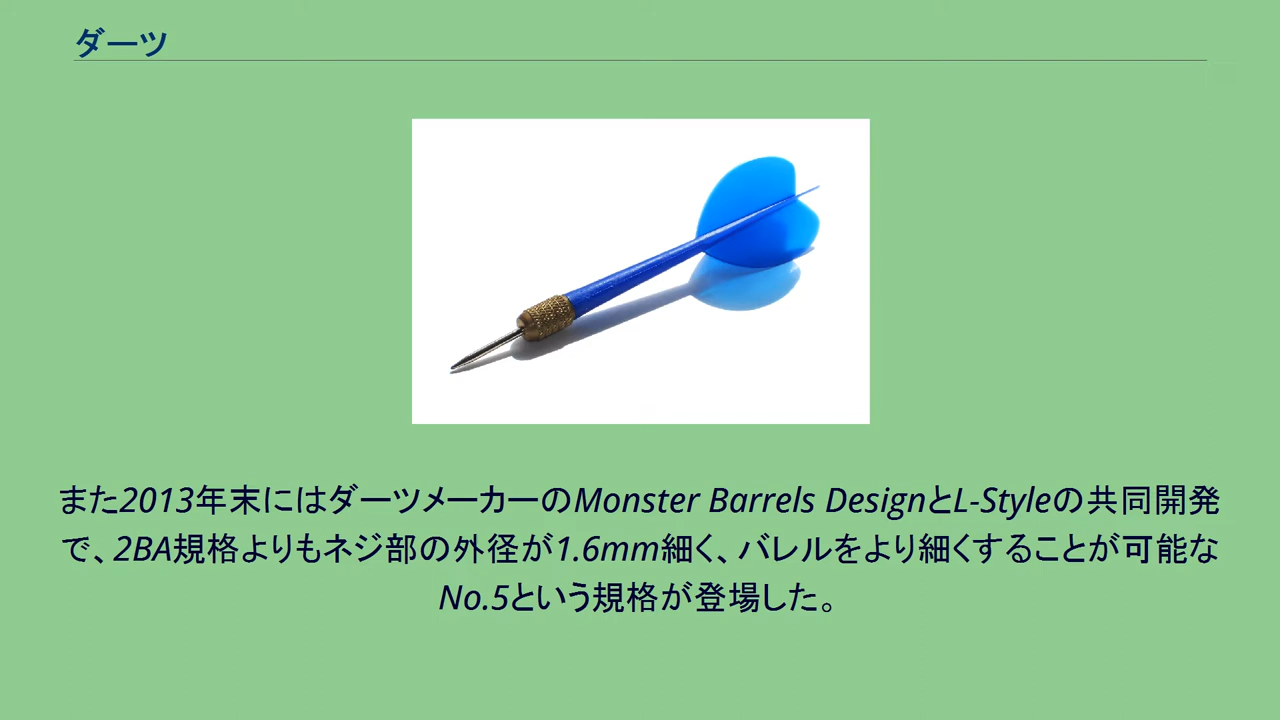 ダーツ
また2013年末にはダーツメーカーのMonster Barrels DesignとL-Styleの共同開発
で、2BA規格よりもネジ部の外径が1.6mm細く、バレルをより細くすることが可能な
No.5という規格が登場した。